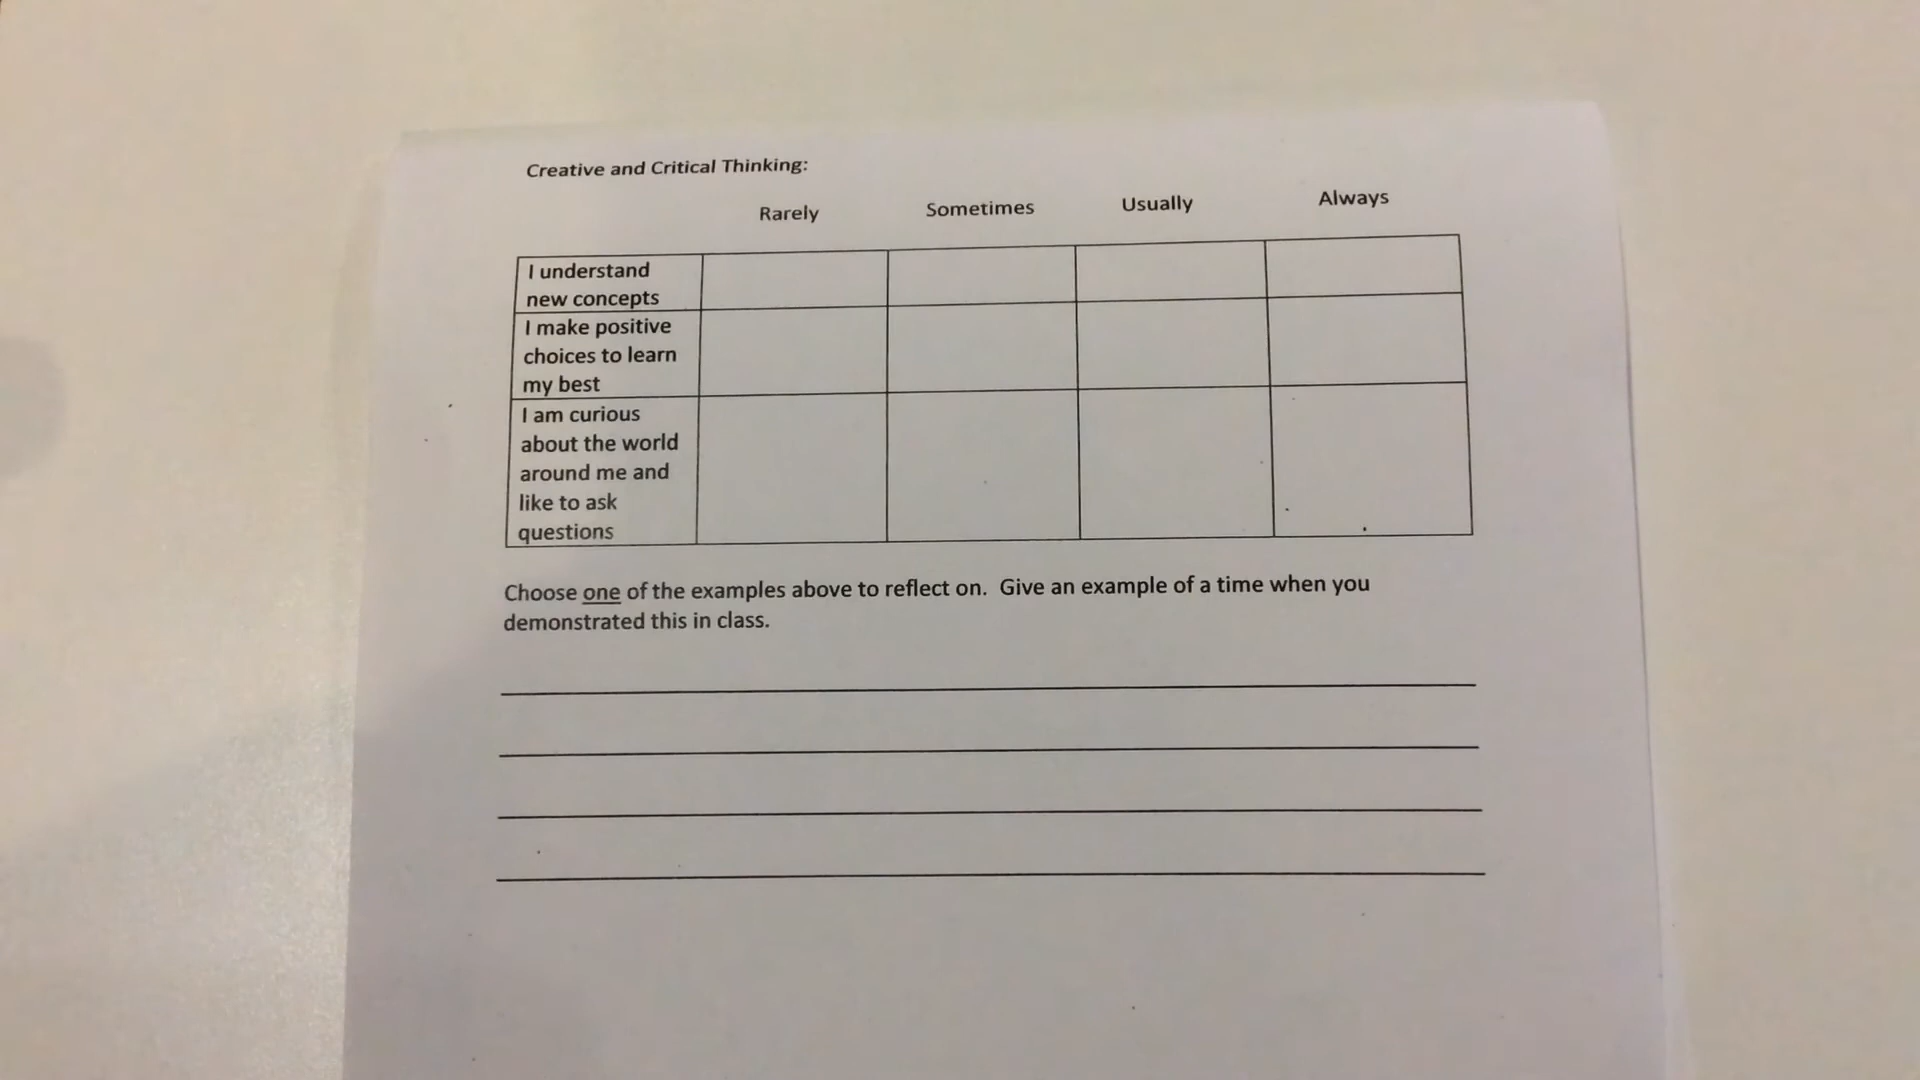 Creative and Critical Thinking:
Rarely Sometimes Usually Always
I understand
new concepts
I make positive
choices to learn
my best
I am curious
about the world
around me and
like to ask
questions
Choose one of the examples above to reflect on.  Give an example of a time when you
demonstrated this in class.